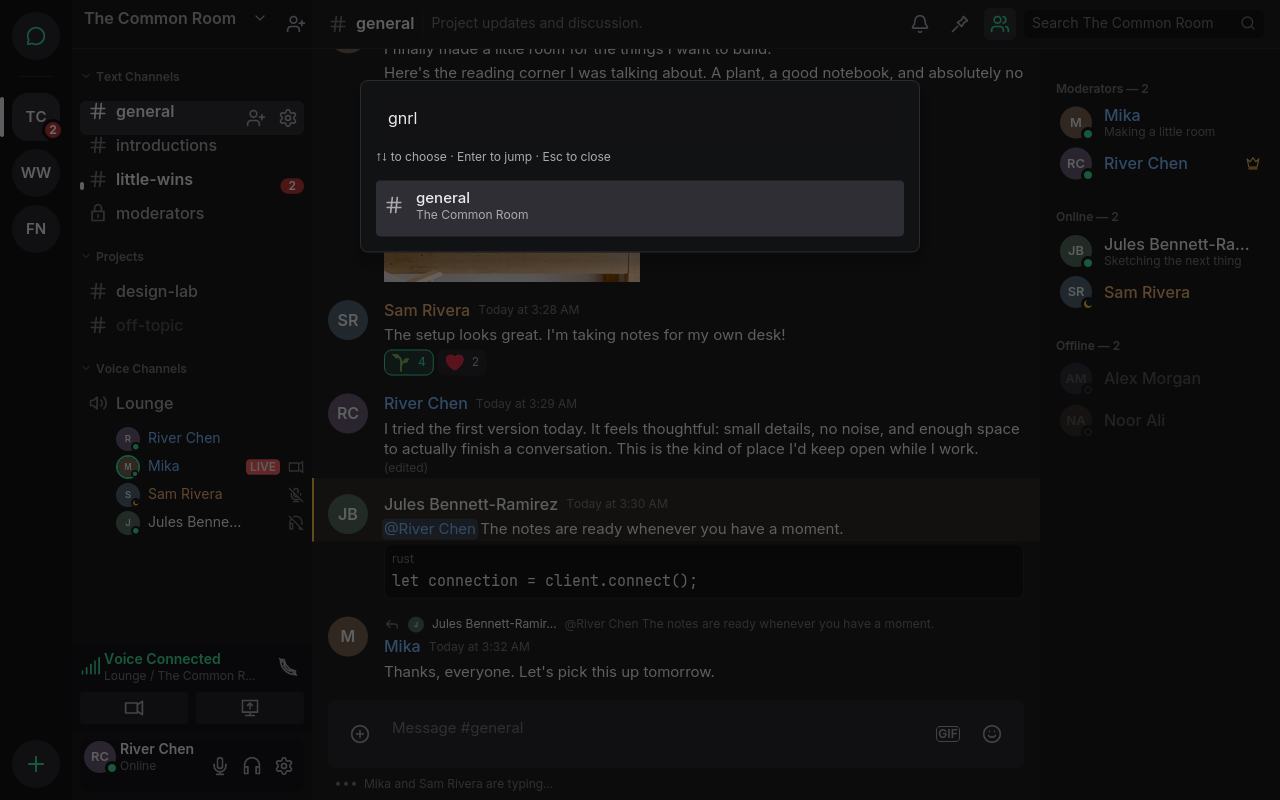 The Common Room
general
Project updates and discussion.
Search The Common Room
TC
2
WW
FN
Text Channels
general
introductions
little-wins
2
moderators
Projects
design-lab
off-topic
Voice Channels
Lounge
R
River Chen
M
Mika
LIVE
S
Sam Rivera
J
Jules Benne...
Voice Connected
Lounge / The Common R...
RC
River Chen
Online
I finally made a little room for the things I want to build.
Here's the reading corner I was talking about. A plant, a good notebook, and absolutely no
gnrl
↑↓ to choose · Enter to jump · Esc to close
general
The Common Room
SR
Sam Rivera Today at 3:28 AM
The setup looks great. I'm taking notes for my own desk!
4
2
RC
River Chen Today at 3:29 AM
I tried the first version today. It feels thoughtful: small details, no noise, and enough space
to actually finish a conversation. This is the kind of place I'd keep open while I work.
(edited)
JB
Jules Bennett-Ramirez Today at 3:30 AM
@River Chen The notes are ready whenever you have a moment.
rust
let connection = client.connect();
J
Jules Bennett-Ramir... @River Chen The notes are ready whenever you have a moment.
M
Mika Today at 3:32 AM
Thanks, everyone. Let's pick this up tomorrow.
Message #general
GIF
Mika and Sam Rivera are typing...
Moderators — 2
M
Mika
Making a little room
RC
River Chen
Online — 2
JB
Jules Bennett-Ra...
Sketching the next thing
SR
Sam Rivera
Offline — 2
AM
Alex Morgan
NA
Noor Ali